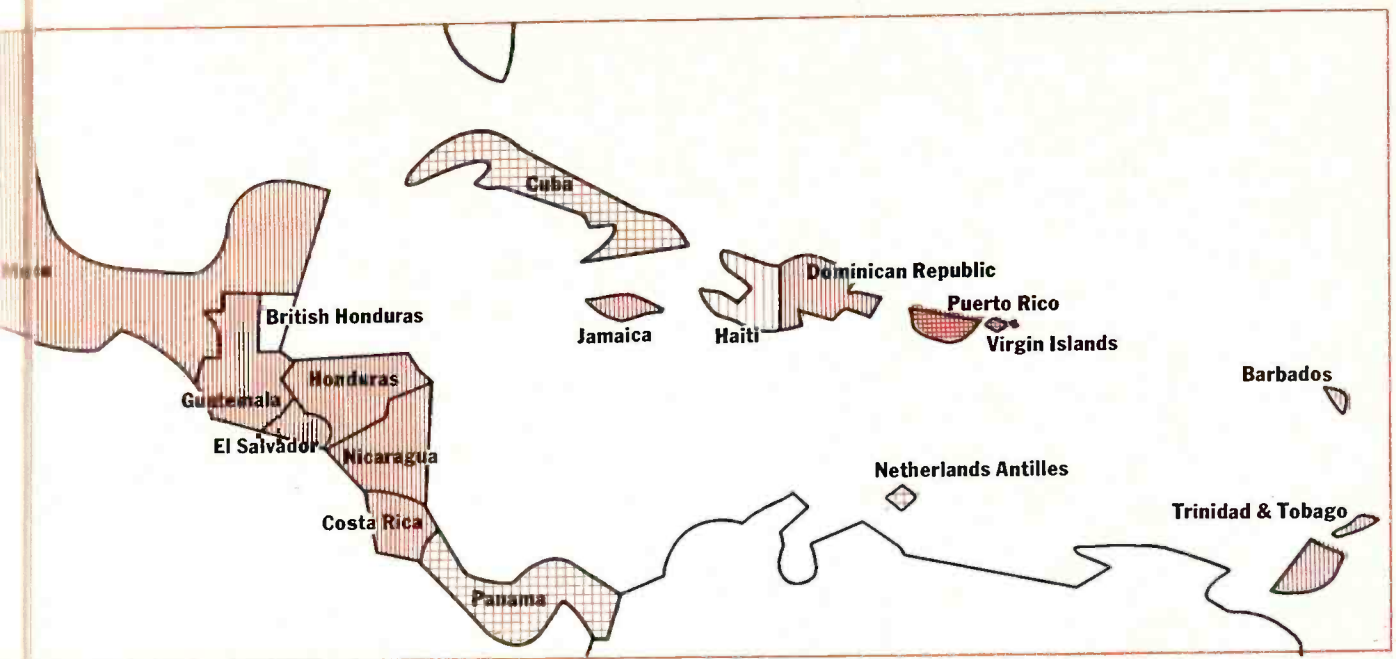 Cuba
Dominican Republic
British Honduras
Jamaica
Haiti
Puerto Rico
Virgin Islands
Honduras
Barbados
Guatemala
El Salvador
Nicaragua
Netherlands Antilles
Costa Rica
Trinidad & Tobago
Panama